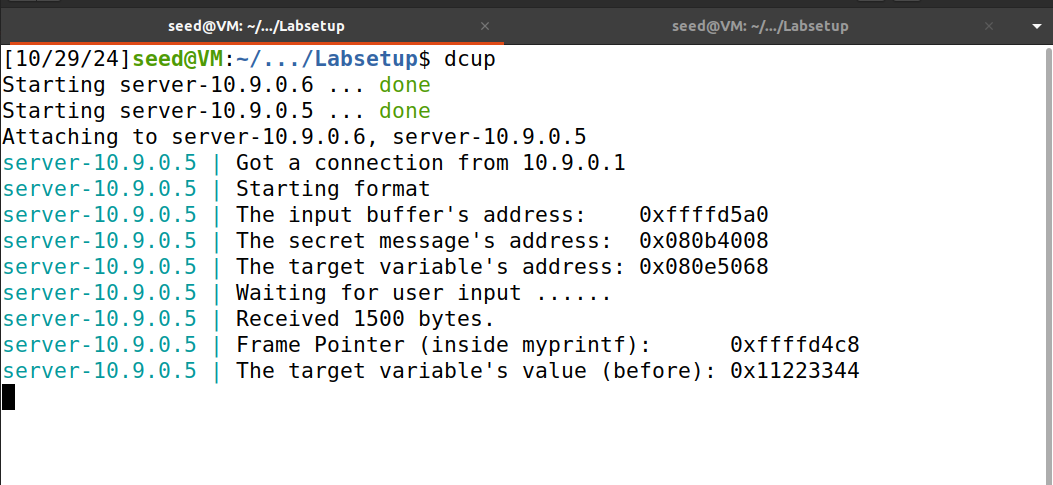 seed@VM: ~/.../Labsetup × seed@VM: ~/.../Labsetup ×
[10/29/24]seed@VM:~/.../Labsetup$ dcup
Starting server-10.9.0.6 ... done
Starting server-10.9.0.5 ... done
Attaching to server-10.9.0.6, server-10.9.0.5
server-10.9.0.5 | Got a connection from 10.9.0.1
server-10.9.0.5 | Starting format
server-10.9.0.5 | The input buffer's address:    0xffffd5a0
server-10.9.0.5 | The secret message's address:  0x080b4008
server-10.9.0.5 | The target variable's address: 0x080e5068
server-10.9.0.5 | Waiting for user input ......
server-10.9.0.5 | Received 1500 bytes.
server-10.9.0.5 | Frame Pointer (inside myprintf):      0xffffd4c8
server-10.9.0.5 | The target variable's value (before): 0x11223344